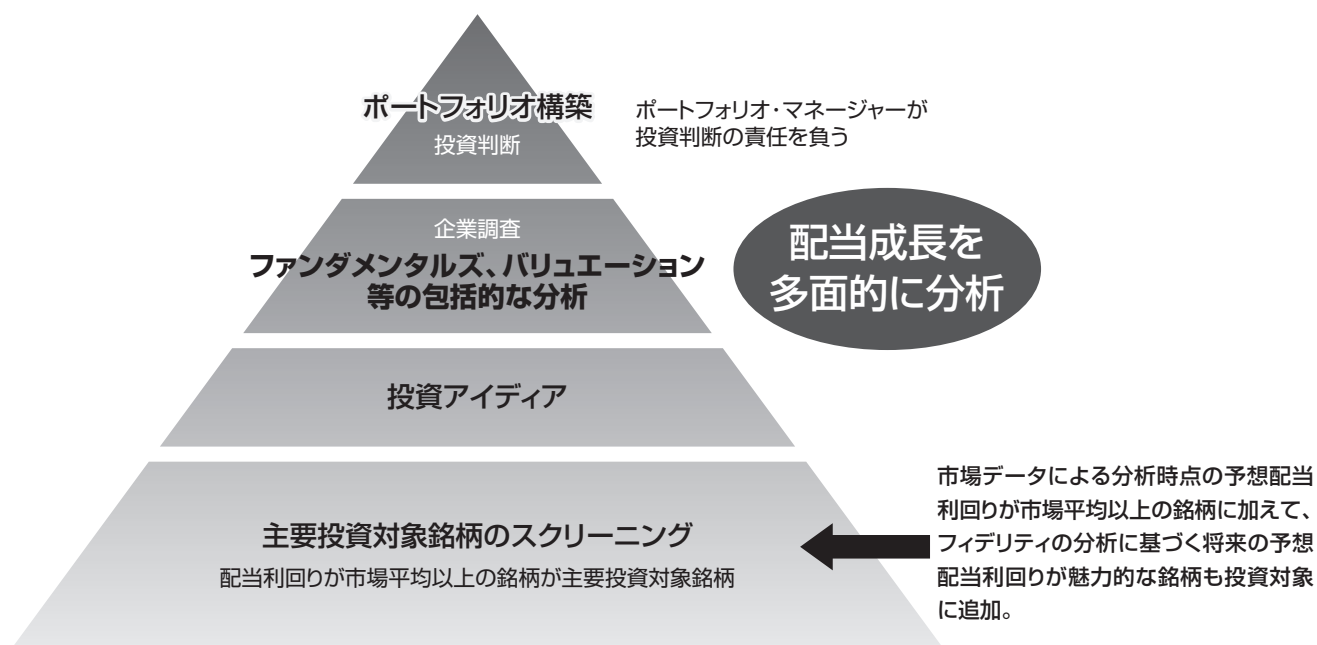 ポートフォリオ構築
投資判断
ポートフォリオ・マネージャーが
投資判断の責任を負う
企業調査
ファンダメンタルズ、バリュエーション
等の包括的な分析
配当成長を
多面的に分析
投資アイディア
主要投資対象銘柄のスクリーニング
配当利回りが市場平均以上の銘柄が主要投資対象銘柄
市場データによる分析時点の予想配当
利回りが市場平均以上の銘柄に加えて、
フィデリティの分析に基づく将来の予想
配当利回りが魅力的な銘柄も投資対象
に追加。